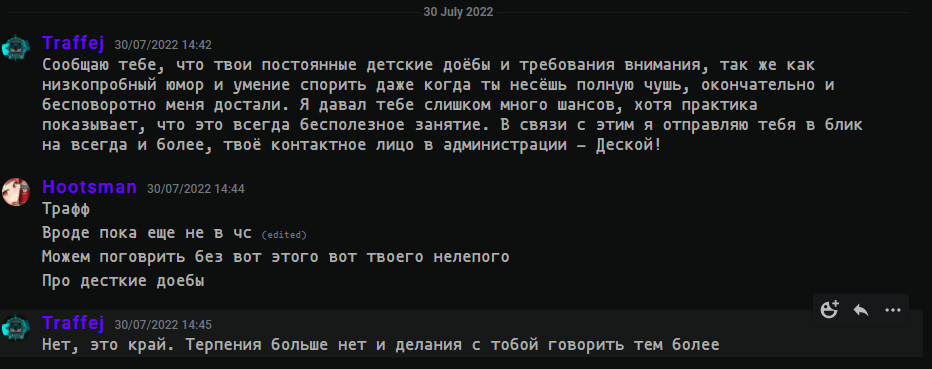 30 July 2022
Traffej 30/07/2022 14:42
Сообщаю тебе, что твои постоянные детские доёбы и требования внимания, так же как
низкопробный юмор и умение спорить даже когда ты несёшь полную чушь, окончательно и
бесповоротно меня достали. Я давал тебе слишком много шансов, хотя практика
показывает, что это всегда бесполезное занятие. В связи с этим я отправляю тебя в блик
на всегда и более, твоё контактное лицо в администрации – Деской!
Hootsman 30/07/2022 14:44
Трафф
Вроде пока еще не в чс (edited)
Можем поговрить без вот этого вот твоего нелепого
Про десткие доебы
Traffej 30/07/2022 14:45
Нет, это край. Терпения больше нет и делания с тобой говорить тем более